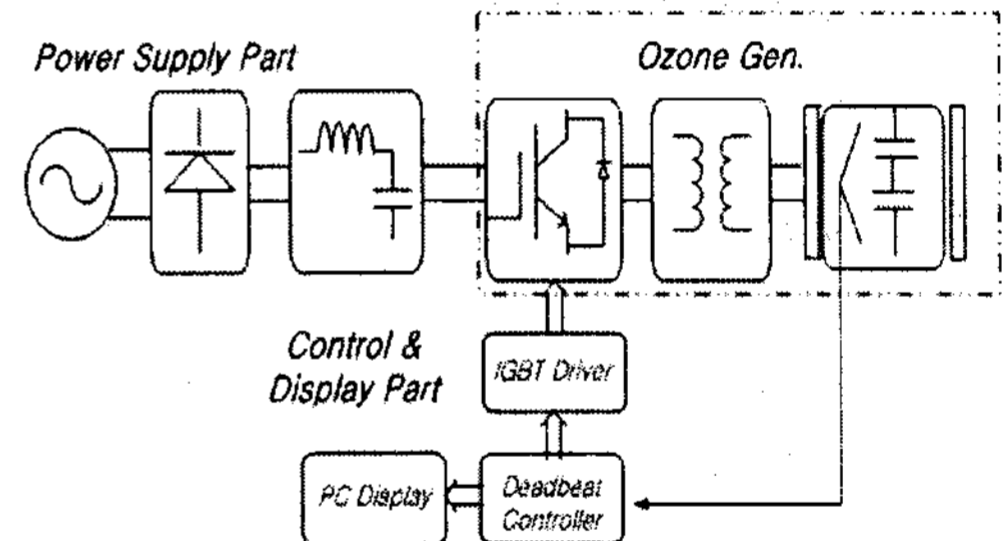 Power Supply Part
Ozone Gen.
Control &
Display Part
IGBT Driver
PC Display
Deadbeat
Controller